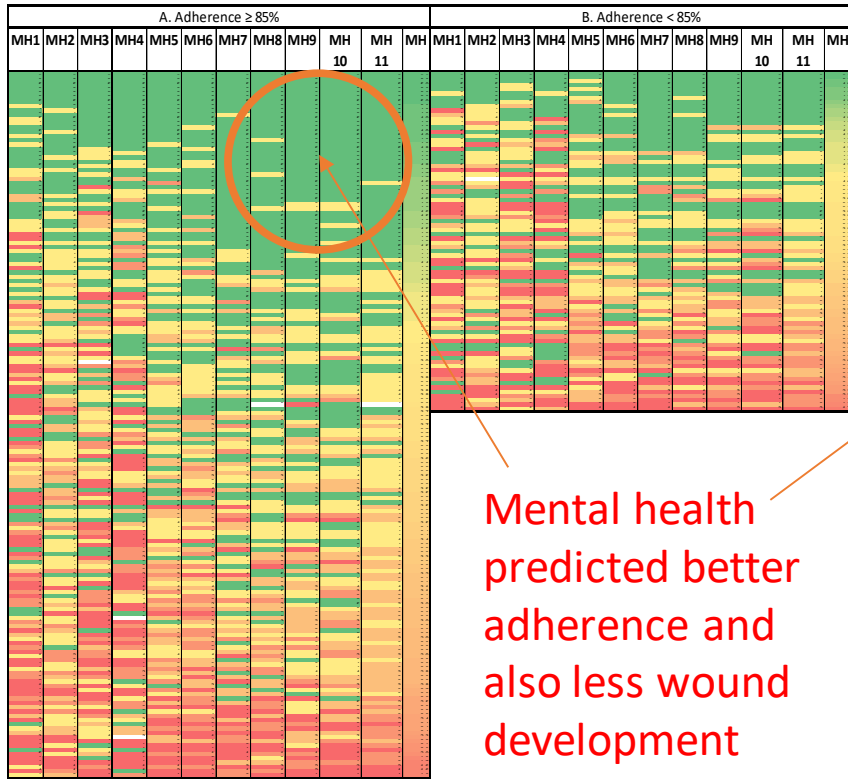 A. Adherence ≥ 85% B. Adherence < 85%
MH1 MH2 MH3 MH4 MH5 MH6 MH7 MH8 MH9 MH 10 MH 11 MH MH1 MH2 MH3 MH4 MH5 MH6 MH7 MH8 MH9 MH 10 MH 11 MH
Mental health
predicted better
adherence and
also less wound
development